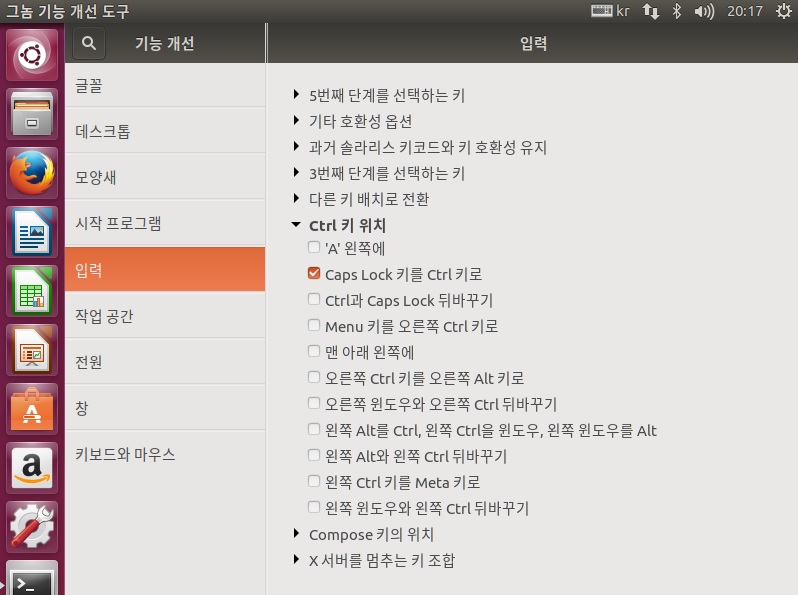 그놈 기능 개선 도구
kr
20:17
기능 개선
입력
글꼴
데스크톱
모양새
시작 프로그램
입력
작업 공간
전원
창
키보드와 마우스
5번째 단계를 선택하는 키
기타 호환성 옵션
과거 솔라리스 키코드와 키 호환성 유지
3번째 단계를 선택하는 키
다른 키 배치로 전환
Ctrl 키 위치
'A' 왼쪽에
Caps Lock 키를 Ctrl 키로
Ctrl과 Caps Lock 뒤바꾸기
Menu 키를 오른쪽 Ctrl 키로
맨 아래 왼쪽에
오른쪽 Ctrl 키를 오른쪽 Alt 키로
오른쪽 윈도우와 오른쪽 Ctrl 뒤바꾸기
왼쪽 Alt를 Ctrl, 왼쪽 Ctrl을 윈도우, 왼쪽 윈도우를 Alt
왼쪽 Alt와 왼쪽 Ctrl 뒤바꾸기
왼쪽 Ctrl 키를 Meta 키로
왼쪽 윈도우와 왼쪽 Ctrl 뒤바꾸기
Compose 키의 위치
X 서버를 멈추는 키 조합